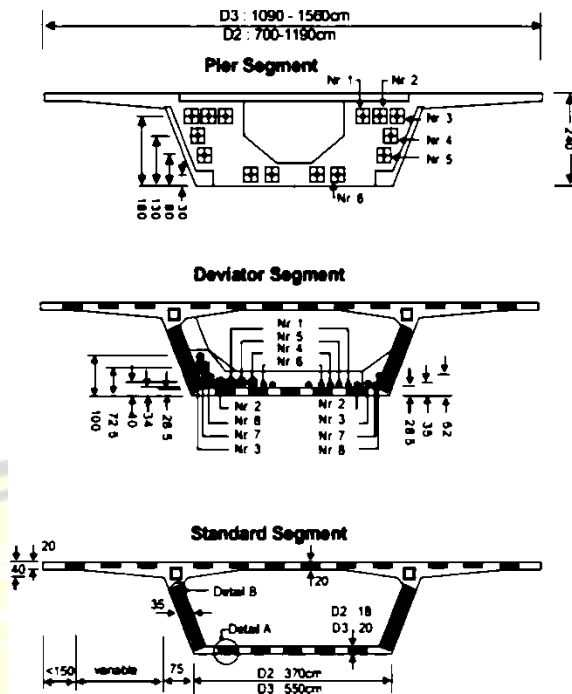 D3 : 1090 - 1560cm
D2 : 700-1190cm
Pier Segment
Nr 1
Nr 2
Nr 3
Nr 4
Nr 5
Nr 6
240
180
130
80
30
Deviator Segment
Nr 1
Nr 5
Nr 4
Nr 6
Nr 2
Nr 8
Nr 7
Nr 3
Nr 2
Nr 3
Nr 7
Nr 8
100
72 5
40
34
28 5
28 5
35
62
Standard Segment
20
40
20
Detail B
35
Detail A
D2 18
D3 20
<150
variable
75
D2 370cm
D3 550cm